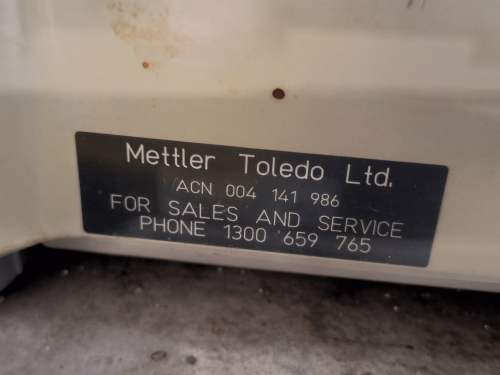 Mettler Toledo Ltd.
ACN 004 141 986
FOR SALES AND SERVICE
PHONE 1300 659 765